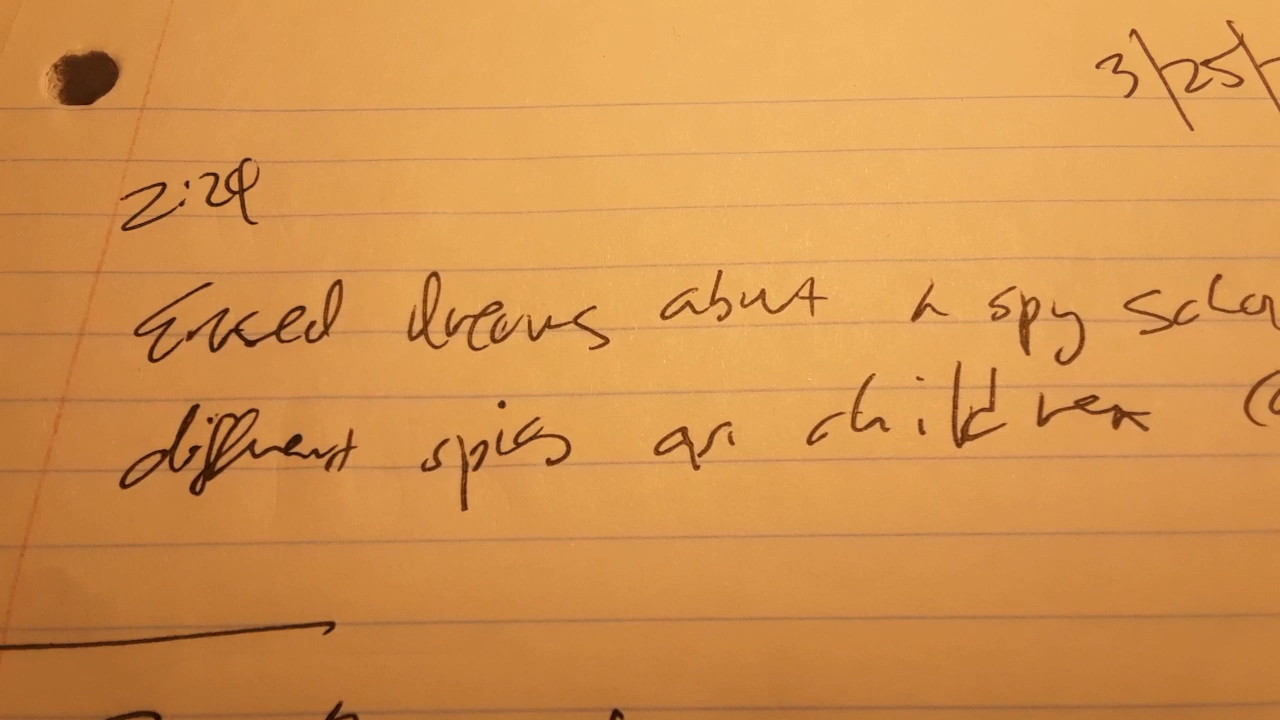 3/25/
2:29
Erased dreams about a spy
different spies as children